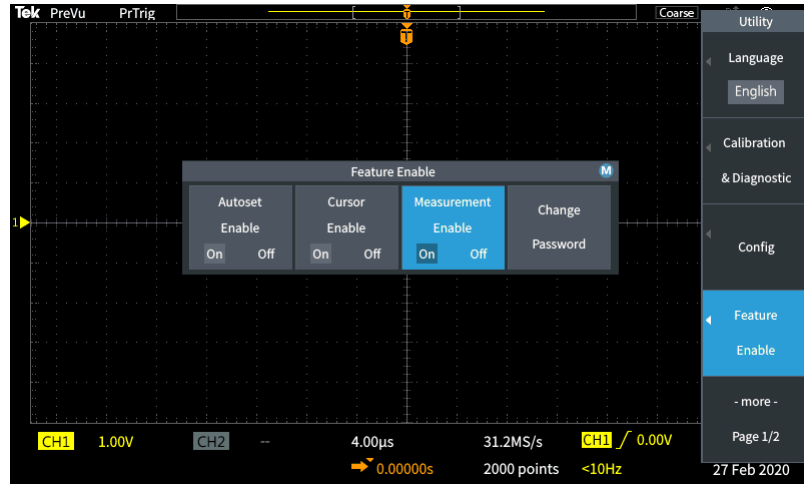 Tek PreVu PrTrig Coarse
T
Utility
Language
English
Calibration
& Diagnostic
Config
Feature
Enable
- more -
Page 1/2
Feature Enable M
Autoset
Enable
On Off
Cursor
Enable
On Off
Measurement
Enable
On Off
Change
Password
1
CH1 1.00V CH2 -- 4.00µs 31.2MS/s CH1 0.00V
0.00000s 2000 points <10Hz 27 Feb 2020